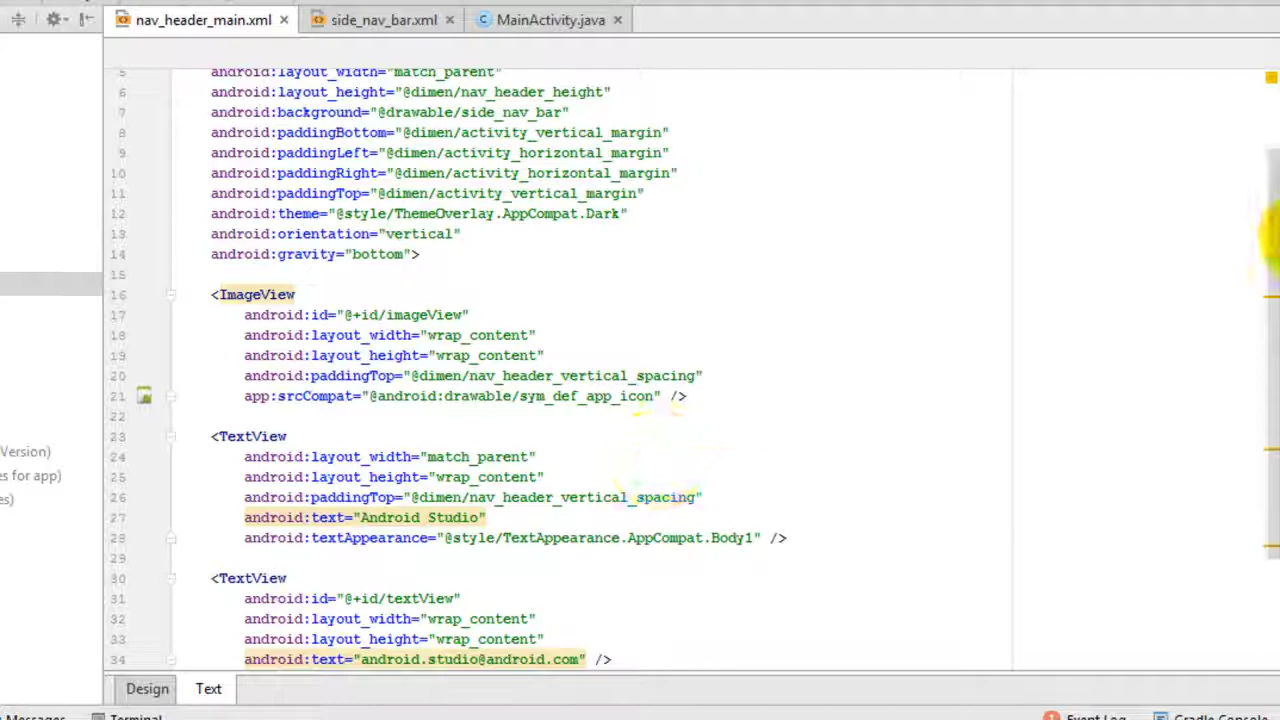 nav_header_main.xml
side_nav_bar.xml
MainActivity.java
5 android:layout_width="match_parent"
6 android:layout_height="@dimen/nav_header_height"
7 android:background="@drawable/side_nav_bar"
8 android:paddingBottom="@dimen/activity_vertical_margin"
9 android:paddingLeft="@dimen/activity_horizontal_margin"
10 android:paddingRight="@dimen/activity_horizontal_margin"
11 android:paddingTop="@dimen/activity_vertical_margin"
12 android:theme="@style/ThemeOverlay.AppCompat.Dark"
13 android:orientation="vertical"
14 android:gravity="bottom">
15
16 <ImageView
17 android:id="@+id/imageView"
18 android:layout_width="wrap_content"
19 android:layout_height="wrap_content"
20 android:paddingTop="@dimen/nav_header_vertical_spacing"
21 app:srcCompat="@android:drawable/sym_def_app_icon" />
22
23 <TextView
24 android:layout_width="match_parent"
25 android:layout_height="wrap_content"
26 android:paddingTop="@dimen/nav_header_vertical_spacing"
27 android:text="Android Studio"
28 android:textAppearance="@style/TextAppearance.AppCompat.Body1" />
29
30 <TextView
31 android:id="@+id/textView"
32 android:layout_width="wrap_content"
33 android:layout_height="wrap_content"
34 android:text="android.studio@android.com" />
Version)
es for app)
s)
Design
Text
Messages
Terminal
Event Log
Gradle Console